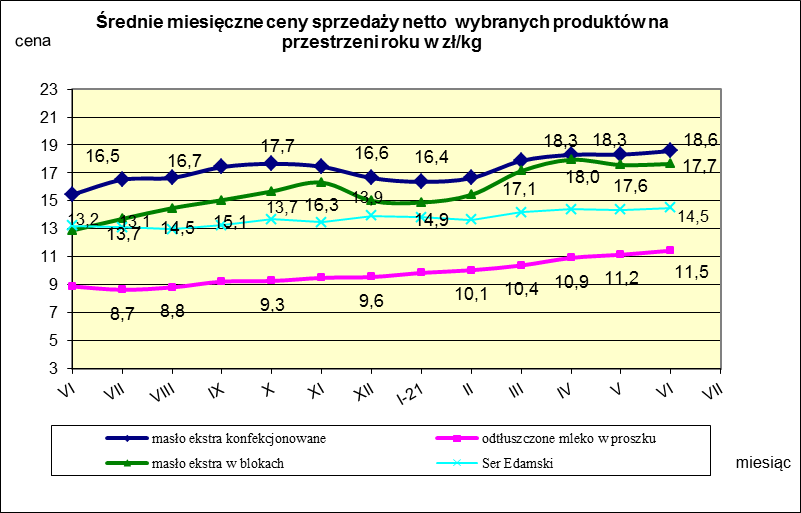 Średnie miesięczne ceny sprzedaży netto wybranych produktów na
przestrzeni roku w zł/kg
cena
23
21
19
17
15
13
11
9
7
5
3
16,5
16,7
17,7
16,6
16,4
18,3
18,3
18,6
13,7
14,5
15,1
16,3
14,9
17,1
18,0
17,6
17,7
13,2
13,1
13,7
13,9
14,5
8,7
8,8
9,3
9,6
10,1
10,4
10,9
11,2
11,5
VI
VII
VIII
IX
X
XI
XII
I-21
II
III
IV
V
VI
VII
masło ekstra konfekcjonowane
odtłuszczone mleko w proszku
masło ekstra w blokach
Ser Edamski
miesiąc